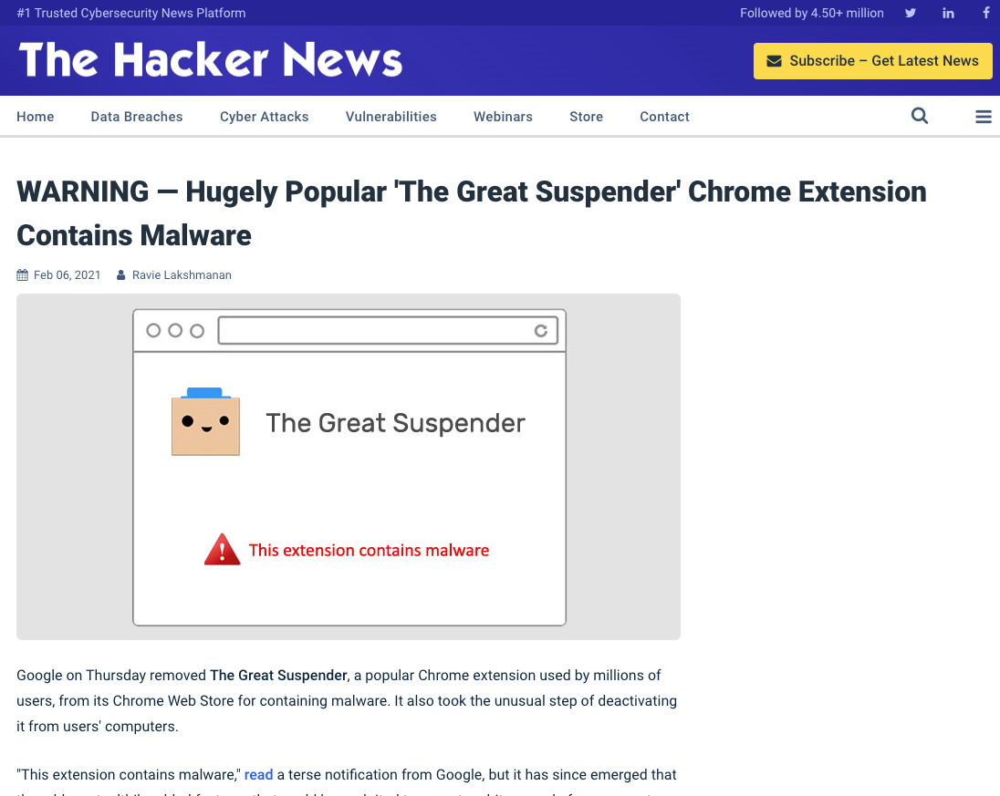 #1 Trusted Cybersecurity News Platform
Followed by 4.50+ million
The Hacker News
Subscribe – Get Latest News
Home Data Breaches Cyber Attacks Vulnerabilities Webinars Store Contact
WARNING — Hugely Popular 'The Great Suspender' Chrome Extension
Contains Malware
Feb 06, 2021 Ravie Lakshmanan
The Great Suspender
This extension contains malware
Google on Thursday removed The Great Suspender, a popular Chrome extension used by millions of
users, from its Chrome Web Store for containing malware. It also took the unusual step of deactivating
it from users' computers.
"This extension contains malware," read a terse notification from Google, but it has since emerged that